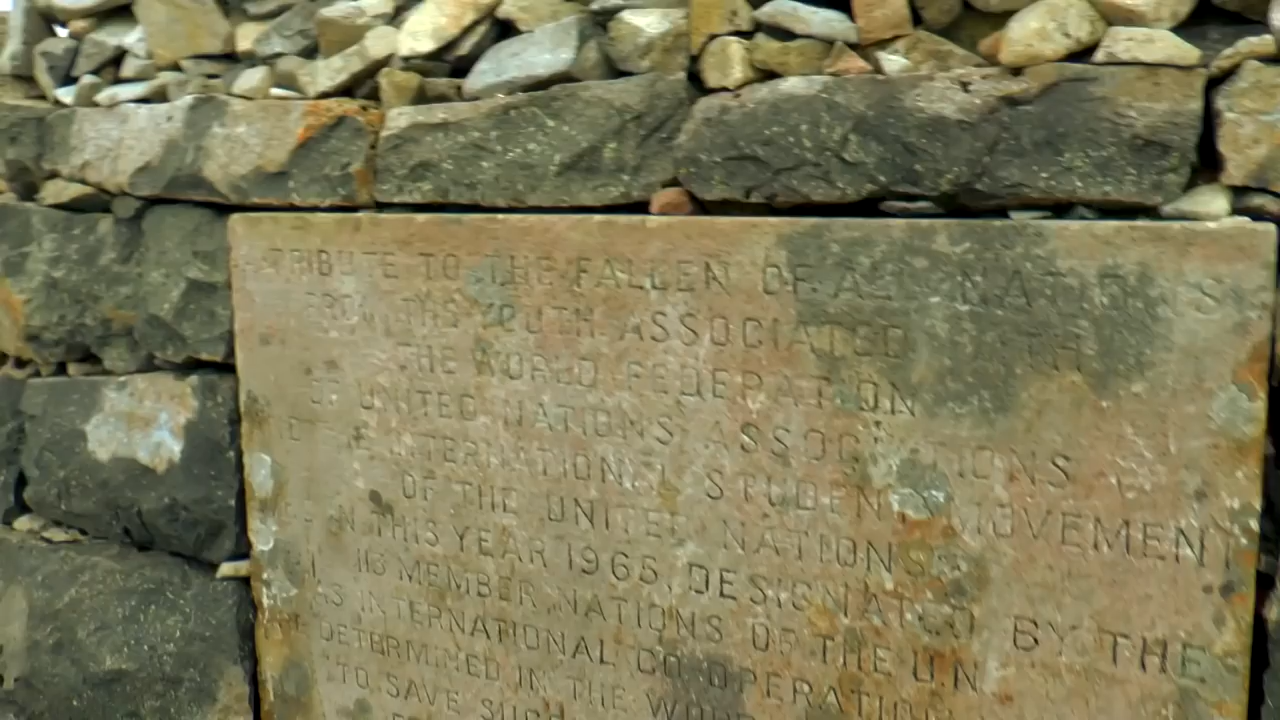 TRIBUTE TO THE FALLEN OF ALL NATIONS
FROM THE YOUTH ASSOCIATED WITH
THE WORLD FEDERATION
OF UNITED NATIONS ASSOCIATIONS
INTERNATIONAL STUDENT MOVEMENT
OF THE UNITED NATIONS
IN THIS YEAR 1965, DESIGNATED BY THE
113 MEMBER NATIONS OF THE U.N.
AS INTERNATIONAL CO-OPERATION
DETERMINED IN THE
TO SAVE